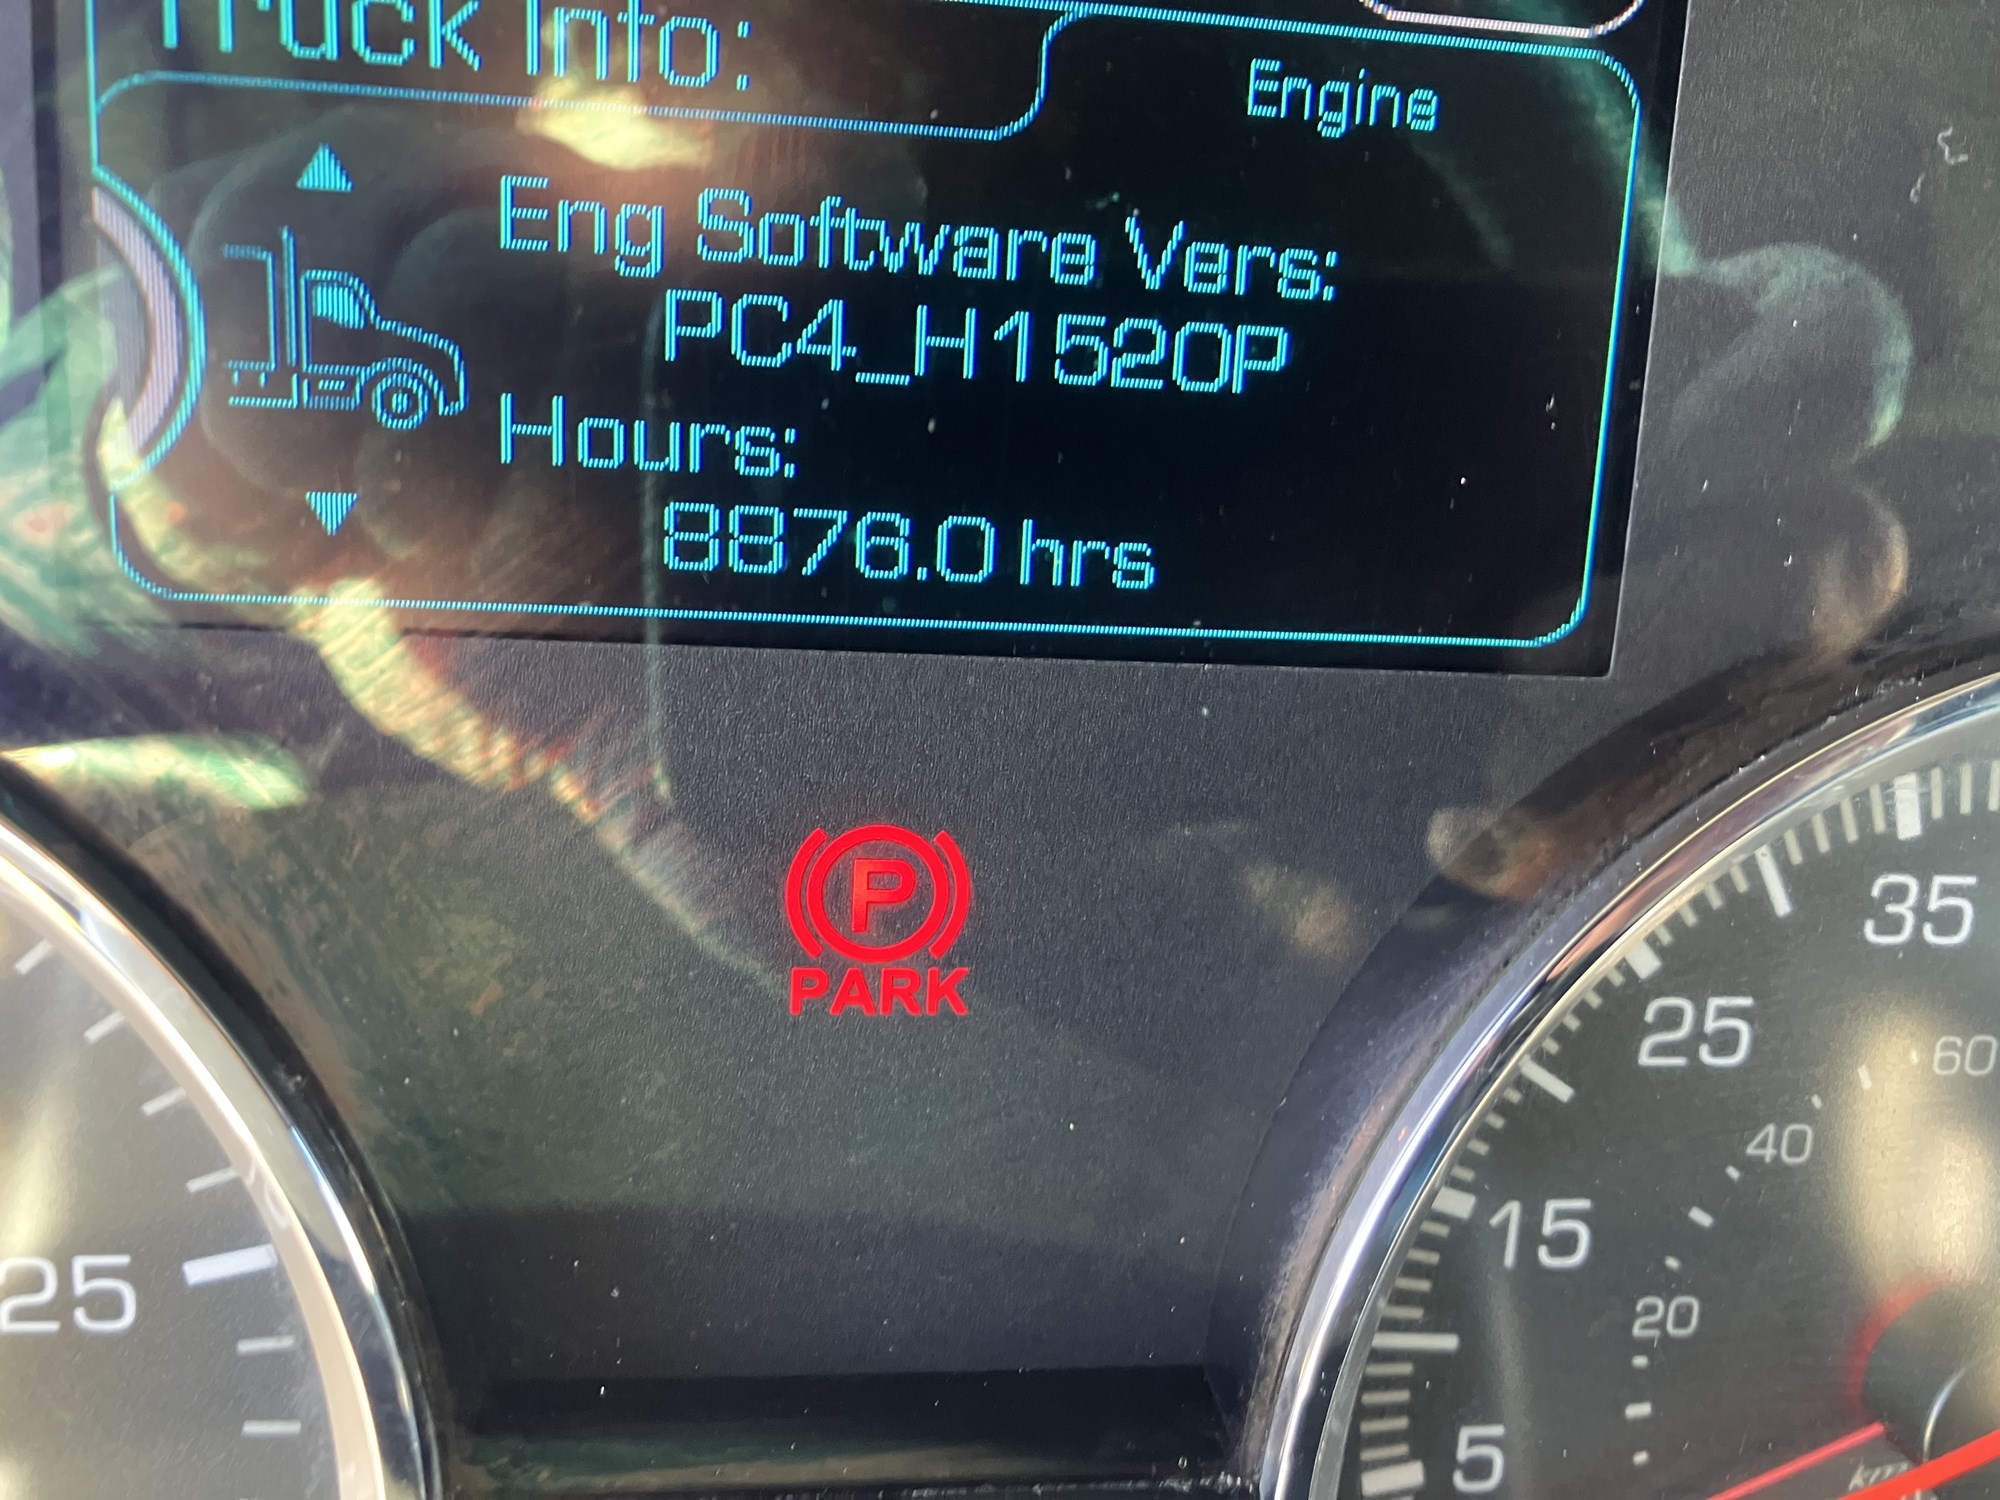 Truck Info:
Engine
Eng Software Vers:
PC4_H1520P
Hours:
8876.0 hrs
P
PARK
35
25
60
40
15
25
20
5
km